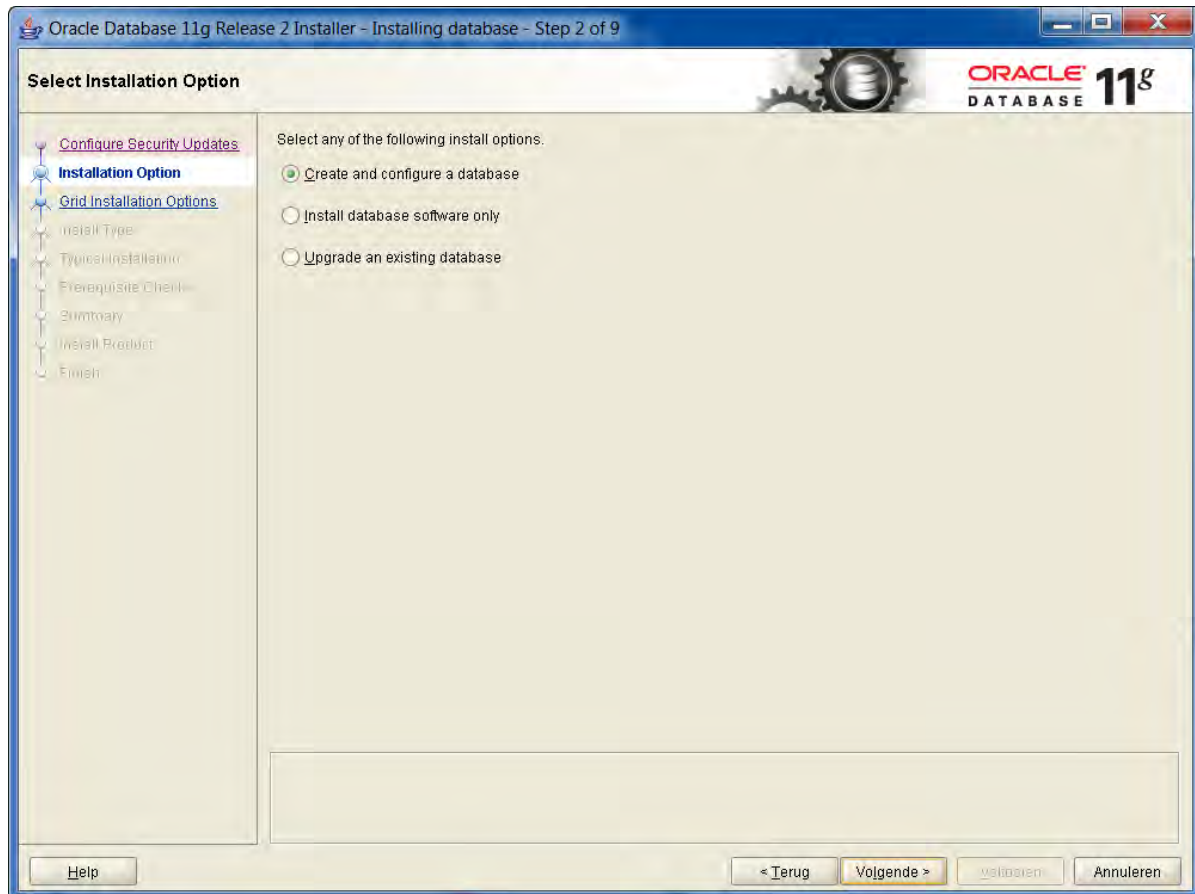 Oracle Database 11g Release 2 Installer - Installing database - Step 2 of 9
Select Installation Option
ORACLE
DATABASE
11g
Configure Security Updates
Installation Option
Grid Installation Options
Install Type
Typical Installation
Prerequisite Checks
Summary
Install Product
Finish
Select any of the following install options.
Create and configure a database
Install database software only
Upgrade an existing database
Help
< Terug
Volgende >
Annuleren